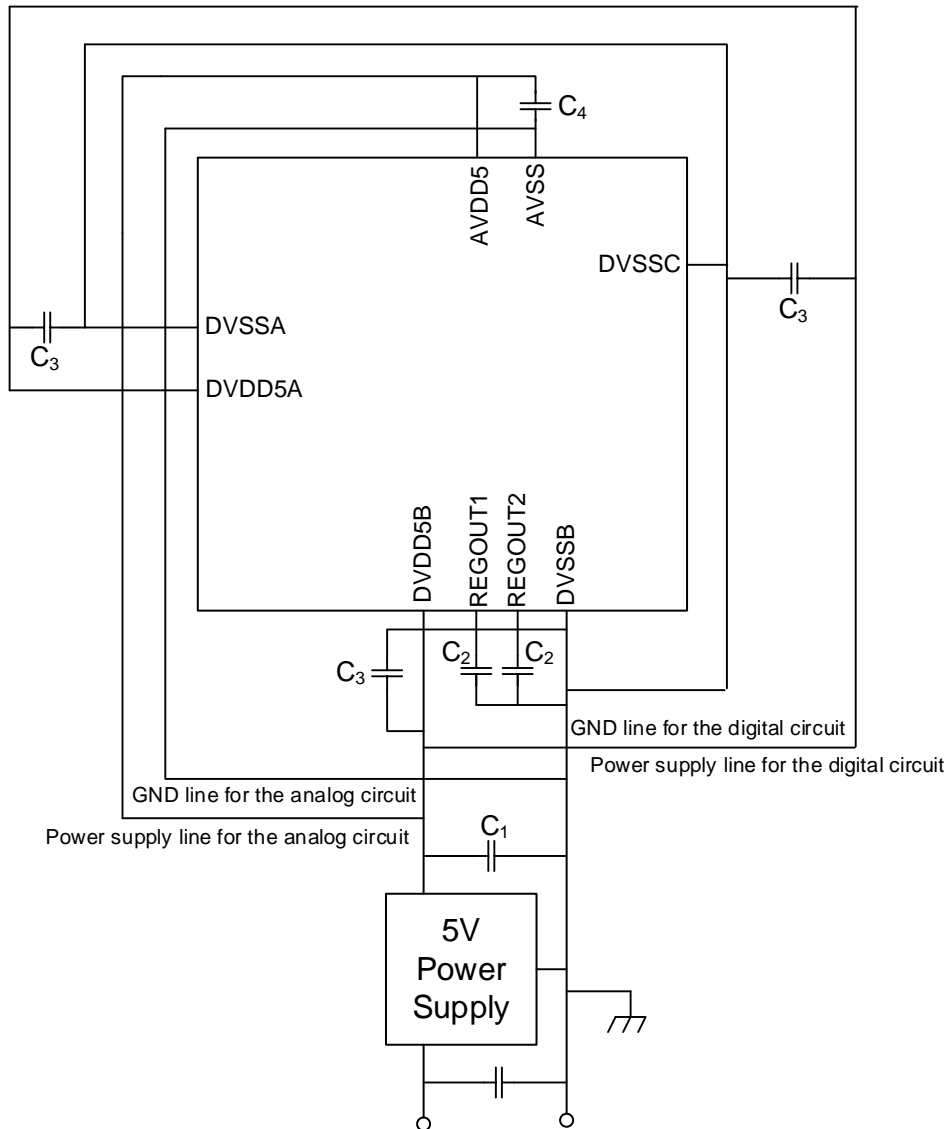 C4
AVDD5
AVSS
DVSSC
C3
DVSSA
C3
DVDD5A
DVDD5B
REGOUT1
REGOUT2
DVSSB
C3
C2
C2
GND line for the digital circuit
Power supply line for the digital circuit
GND line for the analog circuit
Power supply line for the analog circuit
C1
5V
Power
Supply